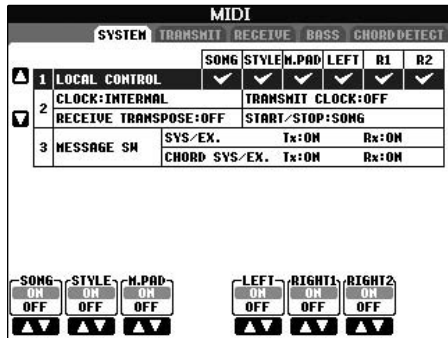 MIDI
SYSTEM TRANSMIT RECEIVE BASS CHORD DETECT
SONG STYLE M.PAD LEFT R1 R2
1 LOCAL CONTROL
2 CLOCK:INTERNAL TRANSMIT CLOCK:OFF
RECEIVE TRANSPOSE:OFF START/STOP:SONG
3 MESSAGE SW SYS/EX. Tx:ON Rx:ON
CHORD SYS/EX. Tx:ON Rx:ON
SONG STYLE M.PAD LEFT RIGHT1 RIGHT2
ON ON ON ON ON ON
OFF OFF OFF OFF OFF OFF